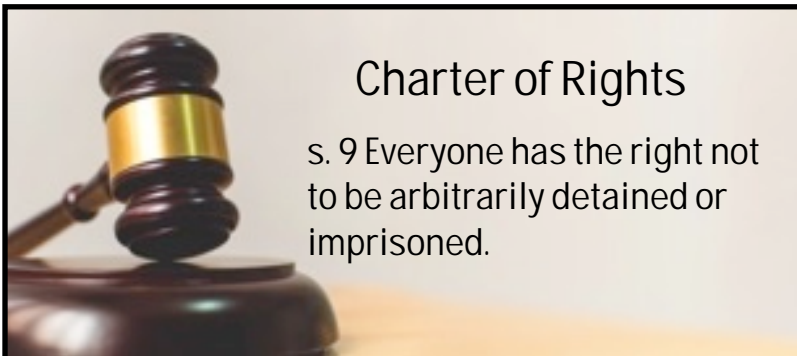 Charter of Rights
s. 9 Everyone has the right not
to be arbitrarily detained or
imprisoned.